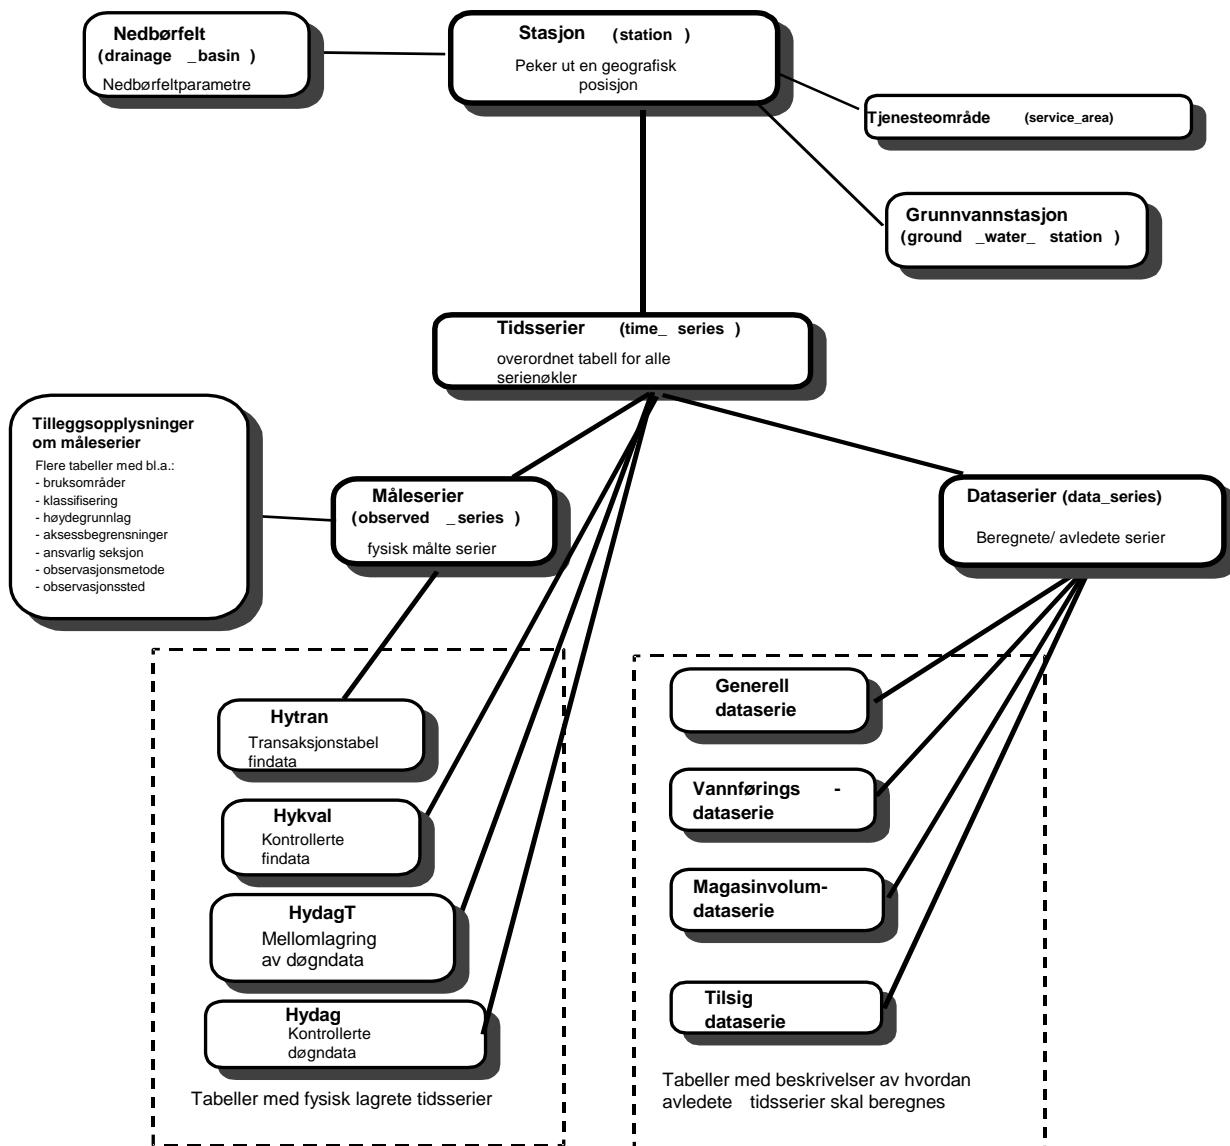 Nedbørfelt
(drainage _basin )
Nedbørfeltparametre
Stasjon (station )
Peker ut en geografisk
posisjon
Tjenesteområde (service_area)
Grunnvannstasjon
(ground _water_ station )
Tidsserier (time_ series )
overordnet tabell for alle
serienøkler
Tilleggsopplysninger
om måleserier
Flere tabeller med bl.a.:
- bruksområder
- klassifisering
- høydegrunnlag
- aksessbegrensninger
- ansvarlig seksjon
- observasjonsmetode
- observasjonssted
Måleserier
(observed _series )
fysisk målte serier
Dataserier (data_series)
Beregnete/ avledete serier
Hytran
Transaksjonstabel
findata
Hykval
Kontrollerte
findata
HydagT
Mellomlagring
av døgndata
Hydag
Kontrollerte
døgndata
Tabeller med fysisk lagrete tidsserier
Generell
dataserie
Vannførings -
dataserie
Magasinvolum-
dataserie
Tilsig
dataserie
Tabeller med beskrivelser av hvordan
avledete tidsserier skal beregnes